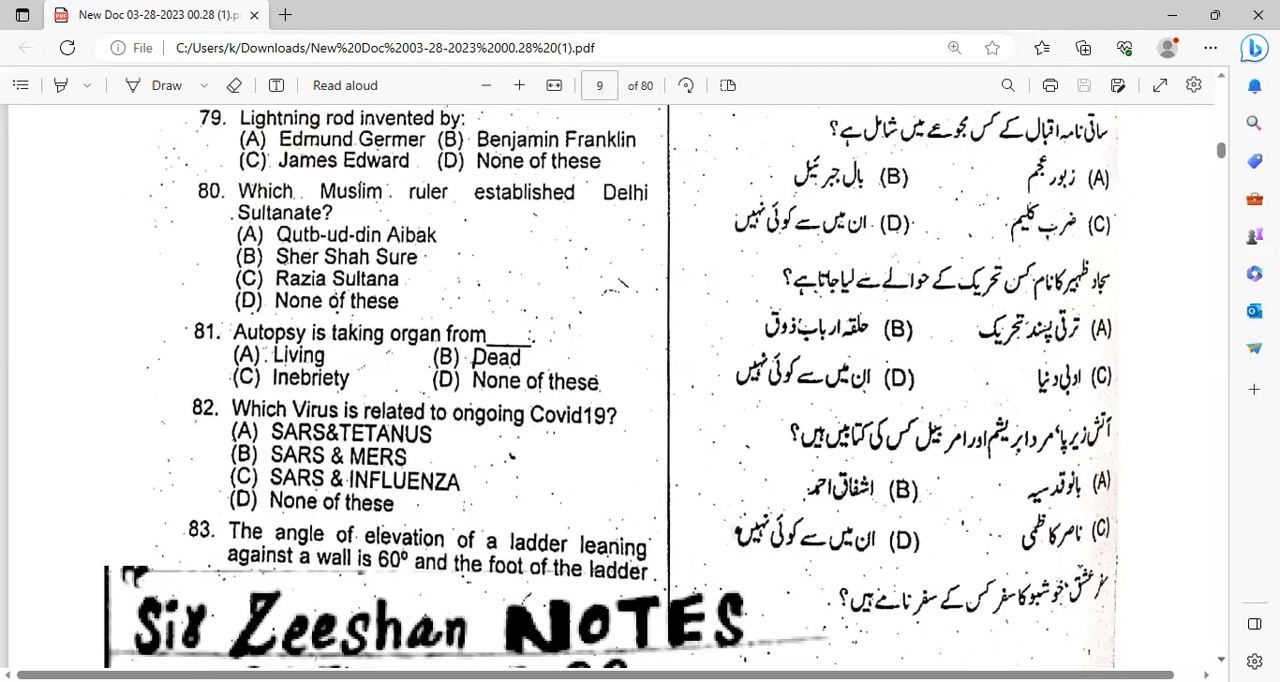 New Doc 03-28-2023 00.28 (1).p
File
C:/Users/k/Downloads/New%20Doc%2003-28-2023%2000.28%20(1).pdf
Draw
Read aloud
9
of 80
79. Lightning rod invented by:
(A) Edmund Germer (B) Benjamin Franklin
(C) James Edward (D) None of these
80. Which Muslim ruler established Delhi
Sultanate?
(A) Qutb-ud-din Aibak
(B) Sher Shah Sure
(C) Razia Sultana
(D) None of these
81. Autopsy is taking organ from____.
(A) Living (B) Dead
(C) Inebriety (D) None of these
82. Which Virus is related to ongoing Covid19?
(A) SARS&TETANUS
(B) SARS & MERS
(C) SARS & INFLUENZA
(D) None of these
83. The angle of elevation of a ladder leaning
against a wall is 60º and the foot of the ladder
ساقی نامہ اقبال کے کس مجموعے میں شامل ہے؟
(A) زبور عجم (B) بال جبرئیل
(C) ضرب کلیم (D) ان میں سے کوئی نہیں
سجاد ظہیر کا نام کس تحریک کے حوالے سے لیا جاتا ہے؟
(A) ترقی پسند تحریک (B) حلقہ ارباب ذوق
(C) ادبی دنیا (D) ان میں سے کوئی نہیں
آتش زیر پا، مرد ابریشم اور امر بیل کس کی کتابیں ہیں؟
(A) بانو قدسیہ (B) اشفاق احمد
(C) ناصر کاظمی (D) ان میں سے کوئی نہیں
سفر عشق خوشبو کا سفر کس کے سفر نامے ہیں؟
Sir Zeeshan NOTES